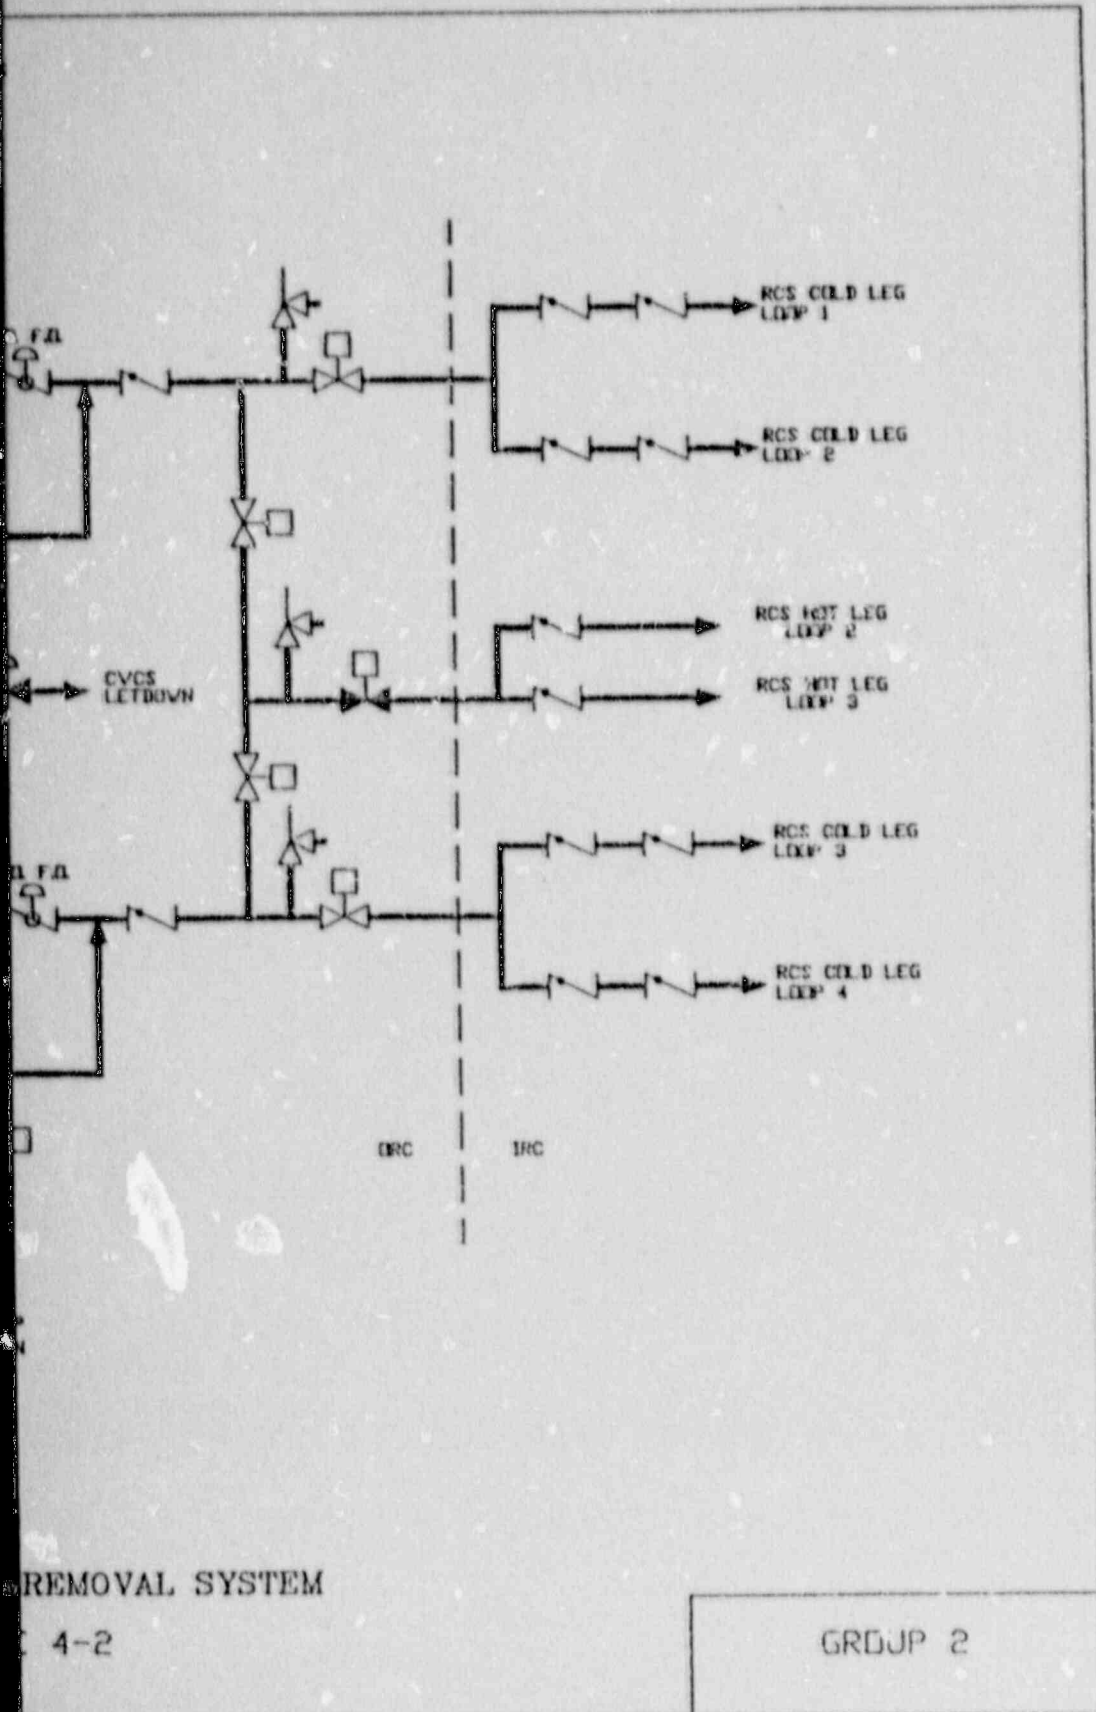 RCS COLD LEG
LOOP 1
RCS COLD LEG
LOOP 2
RCS HOT LEG
LOOP 2
CVCS
LETDOWN
RCS HOT LEG
LOOP 3
RCS COLD LEG
LOOP 3
RCS COLD LEG
LOOP 4
ORC
IRC
REMOVAL SYSTEM
4-2
GROUP 2